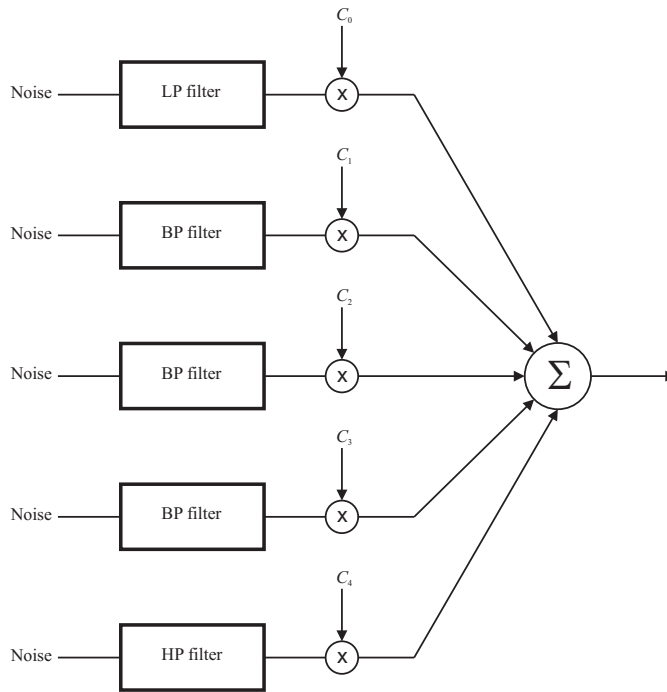 C₀
Noise LP filter x
C₁
Noise BP filter x
C₂
Noise BP filter x Σ
C₃
Noise BP filter x
C₄
Noise HP filter x